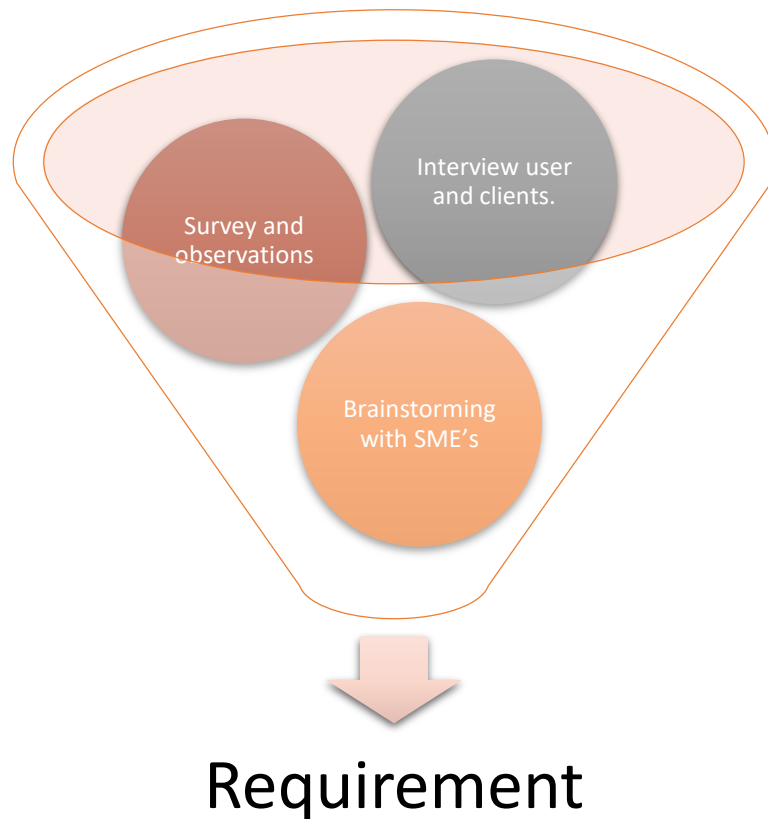 Interview user
and clients.
Survey and
observations
Brainstorming
with SME’s
Requirement